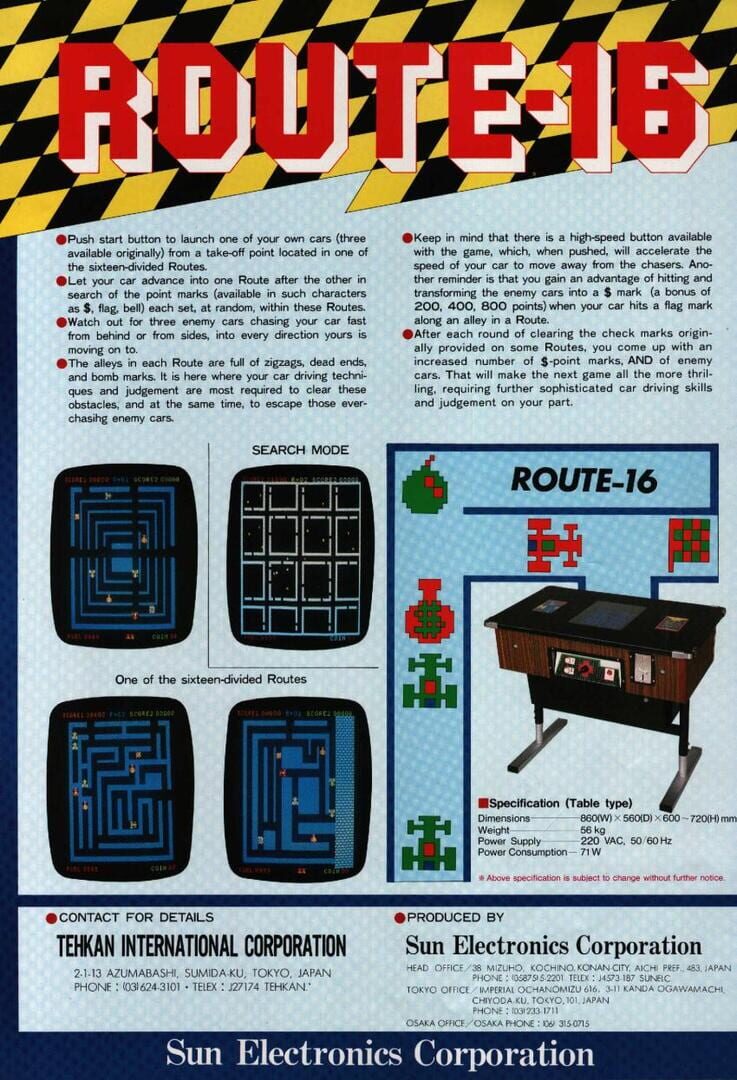 ROUTE-16
●Push start button to launch one of your own cars (three
available originally) from a take-off point located in one of
the sixteen-divided Routes.
●Let your car advance into one Route after the other in
search of the point marks (available in such characters
as $, flag, bell) each set, at random, within these Routes.
●Watch out for three enemy cars chasing your car fast
from behind or from sides, into every direction yours is
moving on to.
●The alleys in each Route are full of zigzags, dead ends,
and bomb marks. It is here where your car driving techni-
ques and judgement are most required to clear these
obstacles, and at the same time, to escape those ever-
chasing enemy cars.
●Keep in mind that there is a high-speed button available
with the game, which, when pushed, will accelerate the
speed of your car to move away from the chasers. Ano-
ther reminder is that you gain an advantage of hitting and
transforming the enemy cars into a $ mark (a bonus of
200, 400, 800 points) when your car hits a flag mark
along an alley in a Route.
●After each round of clearing the check marks origin-
ally provided on some Routes, you come up with an
increased number of $-point marks, AND of enemy
cars. That will make the next game all the more thril-
ling, requiring further sophisticated car driving skills
and judgement on your part.
SEARCH MODE
One of the sixteen-divided Routes
ROUTE-16
■Specification (Table type)
Dimensions 860(W)×560(D)×600~720(H)mm
Weight 56 kg
Power Supply 220 VAC, 50/60Hz
Power Consumption 71W
※Above specification is subject to change without further notice.
●CONTACT FOR DETAILS
TEHKAN INTERNATIONAL CORPORATION
2-1-13 AZUMABASHI, SUMIDA-KU, TOKYO, JAPAN
PHONE : (03)624-3101 • TELEX : J27174 TEHKAN.
●PRODUCED BY
Sun Electronics Corporation
HEAD OFFICE/38 MIZUHO, KOCHINO, KONAN-CITY, AICHI PREF., 483, JAPAN
PHONE : (05875)5-2201 TELEX : J4573-187 SUNELC
TOKYO OFFICE/IMPERIAL OCHANOMIZU 616, 3-11 KANDA OGAWAMACHI,
CHIYODA-KU, TOKYO, 101, JAPAN
PHONE : (03)233-1711
OSAKA OFFICE/OSAKA PHONE : (06) 315-0715
Sun Electronics Corporation